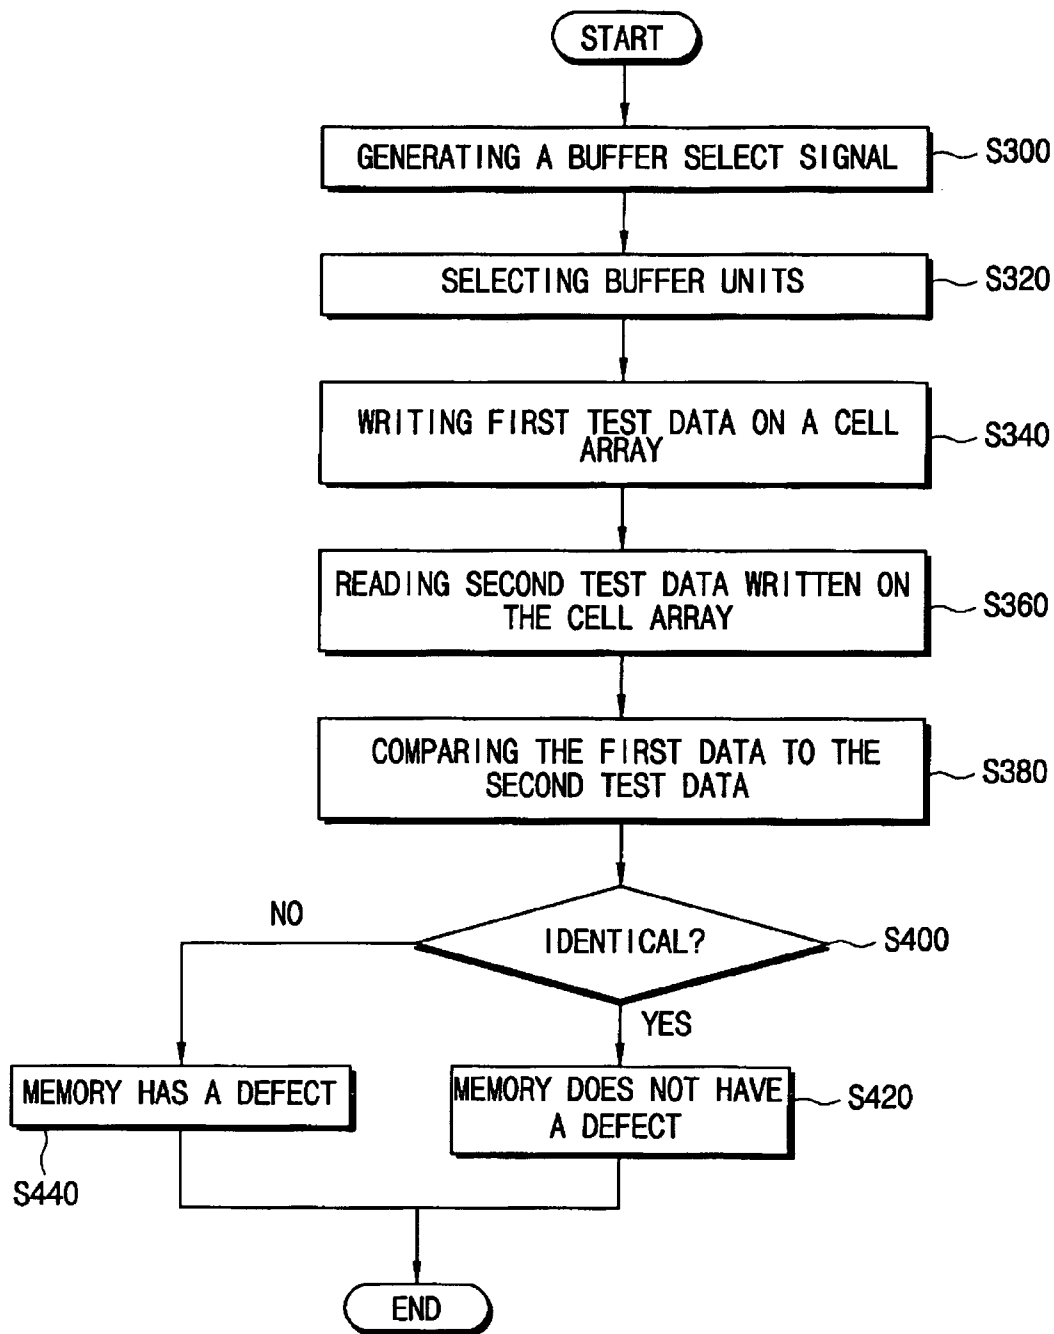 START
GENERATING A BUFFER SELECT SIGNAL
S300
SELECTING BUFFER UNITS
S320
WRITING FIRST TEST DATA ON A CELL
ARRAY
S340
READING SECOND TEST DATA WRITTEN ON
THE CELL ARRAY
S360
COMPARING THE FIRST DATA TO THE
SECOND TEST DATA
S380
IDENTICAL?
S400
NO
YES
MEMORY HAS A DEFECT
S440
MEMORY DOES NOT HAVE
A DEFECT
S420
END